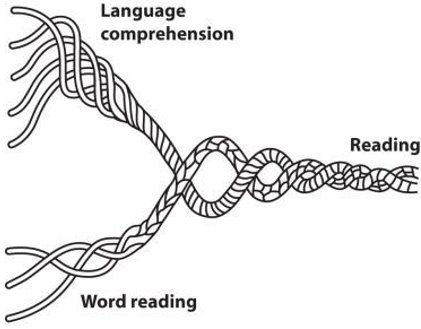 Language
comprehension
Reading
Word reading